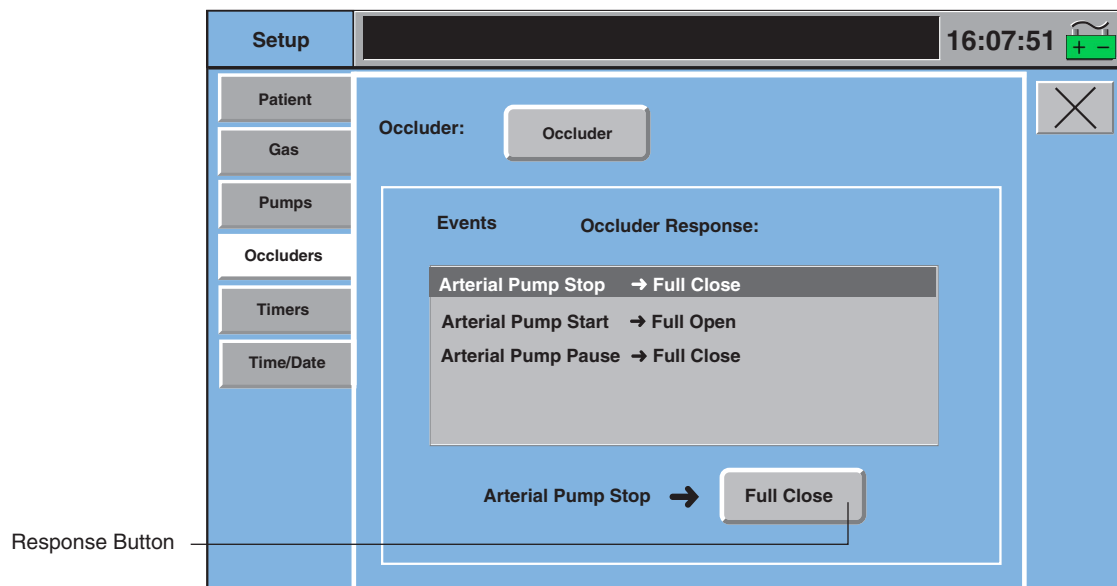 Setup
16:07:51
+ −
Patient
Gas
Pumps
Occluders
Timers
Time/Date
Occluder:
Occluder
Events Occluder Response:
Arterial Pump Stop ➜ Full Close
Arterial Pump Start ➜ Full Open
Arterial Pump Pause ➜ Full Close
Arterial Pump Stop ➜ Full Close
Response Button